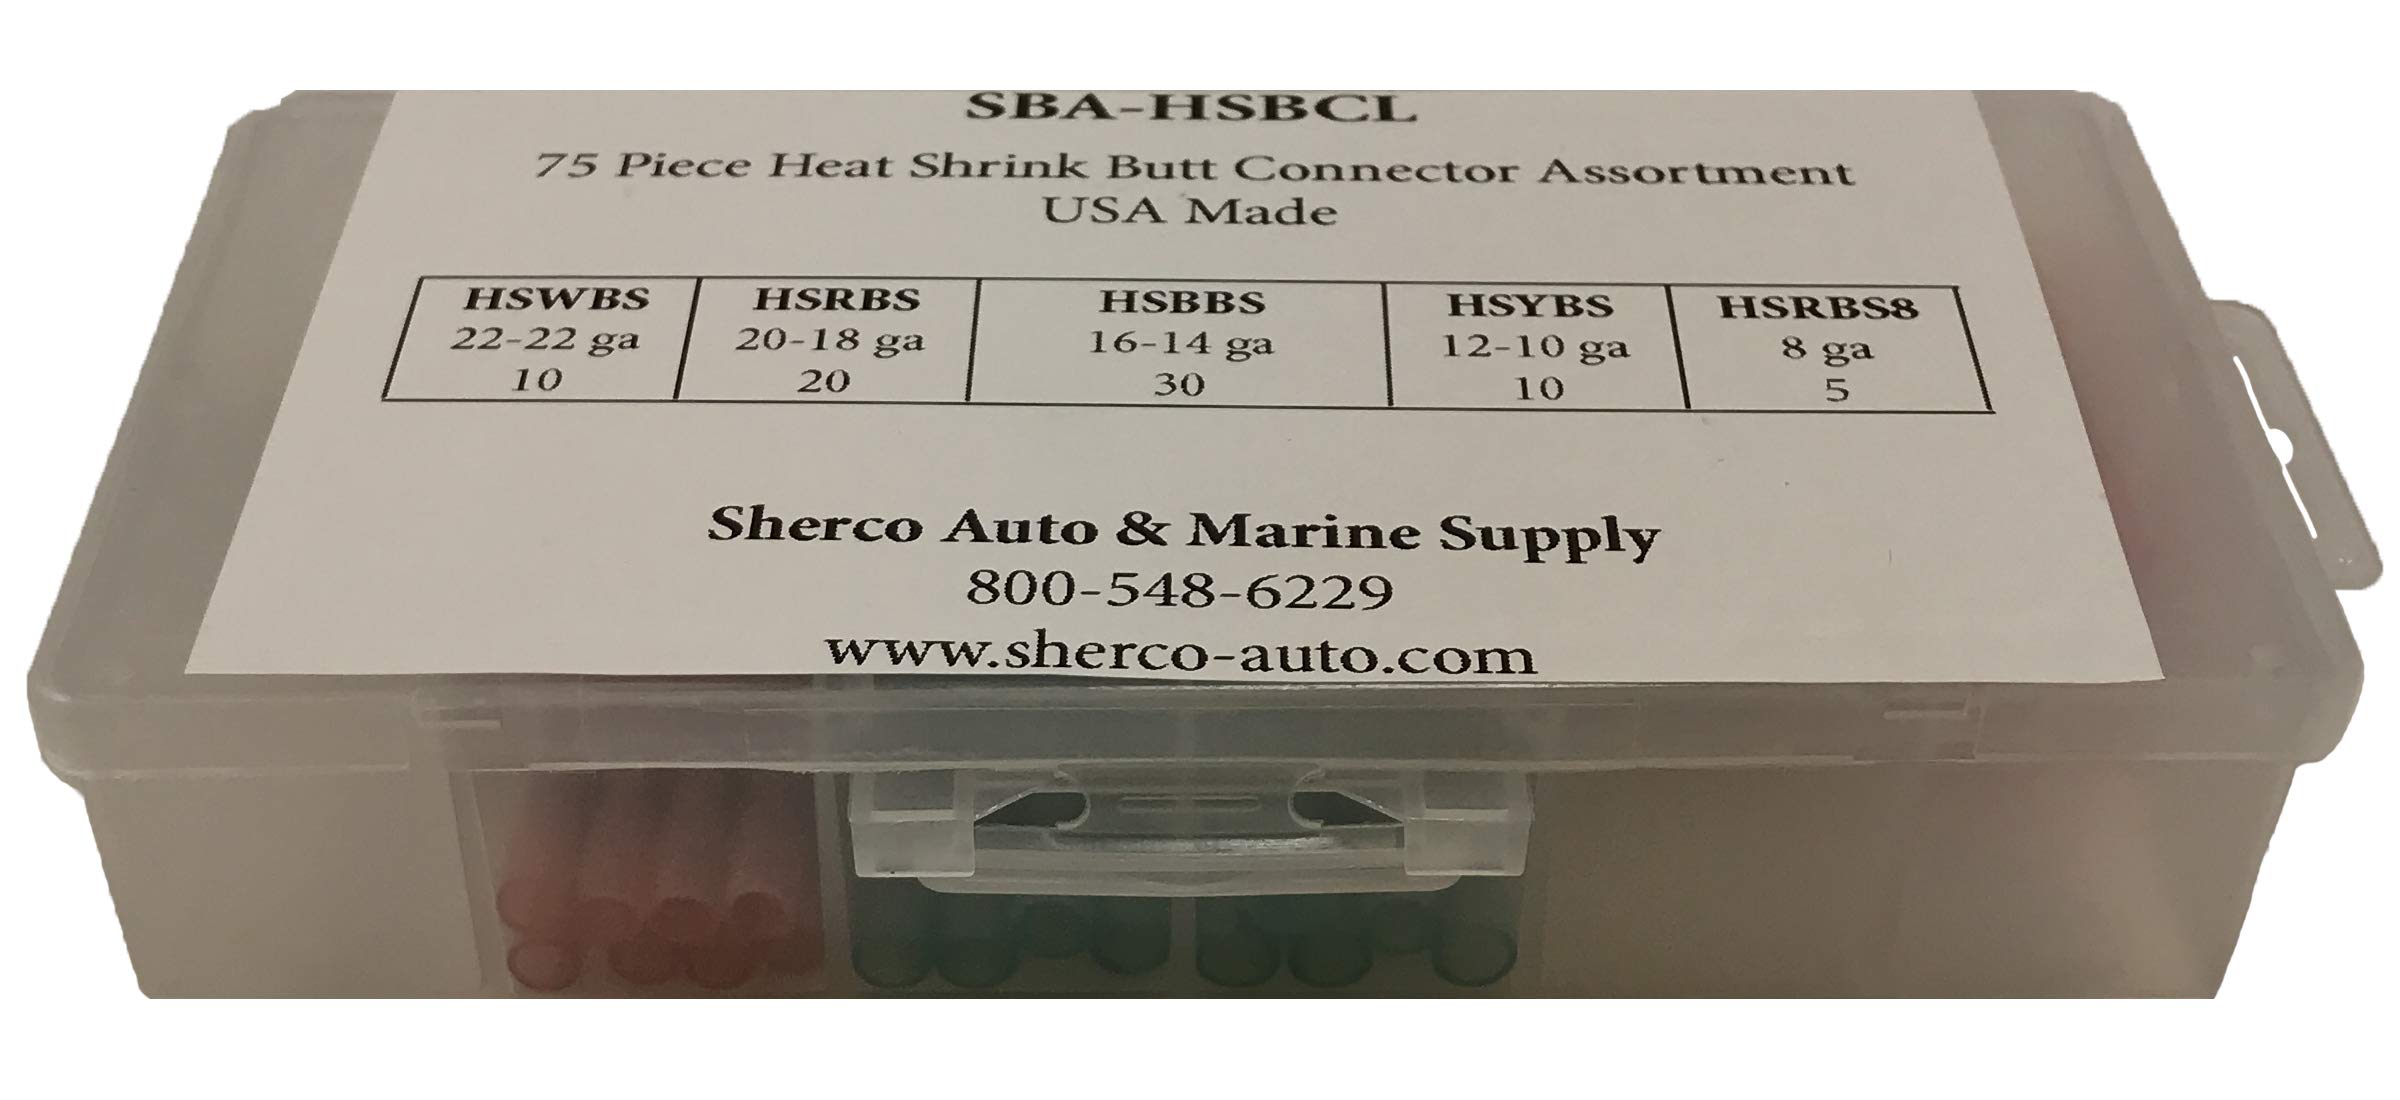 SBA-HSBCL
75 Piece Heat Shrink Butt Connector Assortment
USA Made
HSWBS HSRBS HSBBS HSYBS HSRBS8
22-22 ga 20-18 ga 16-14 ga 12-10 ga 8 ga
10 20 30 10 5
Sherco Auto & Marine Supply
800-548-6229
www.sherco-auto.com